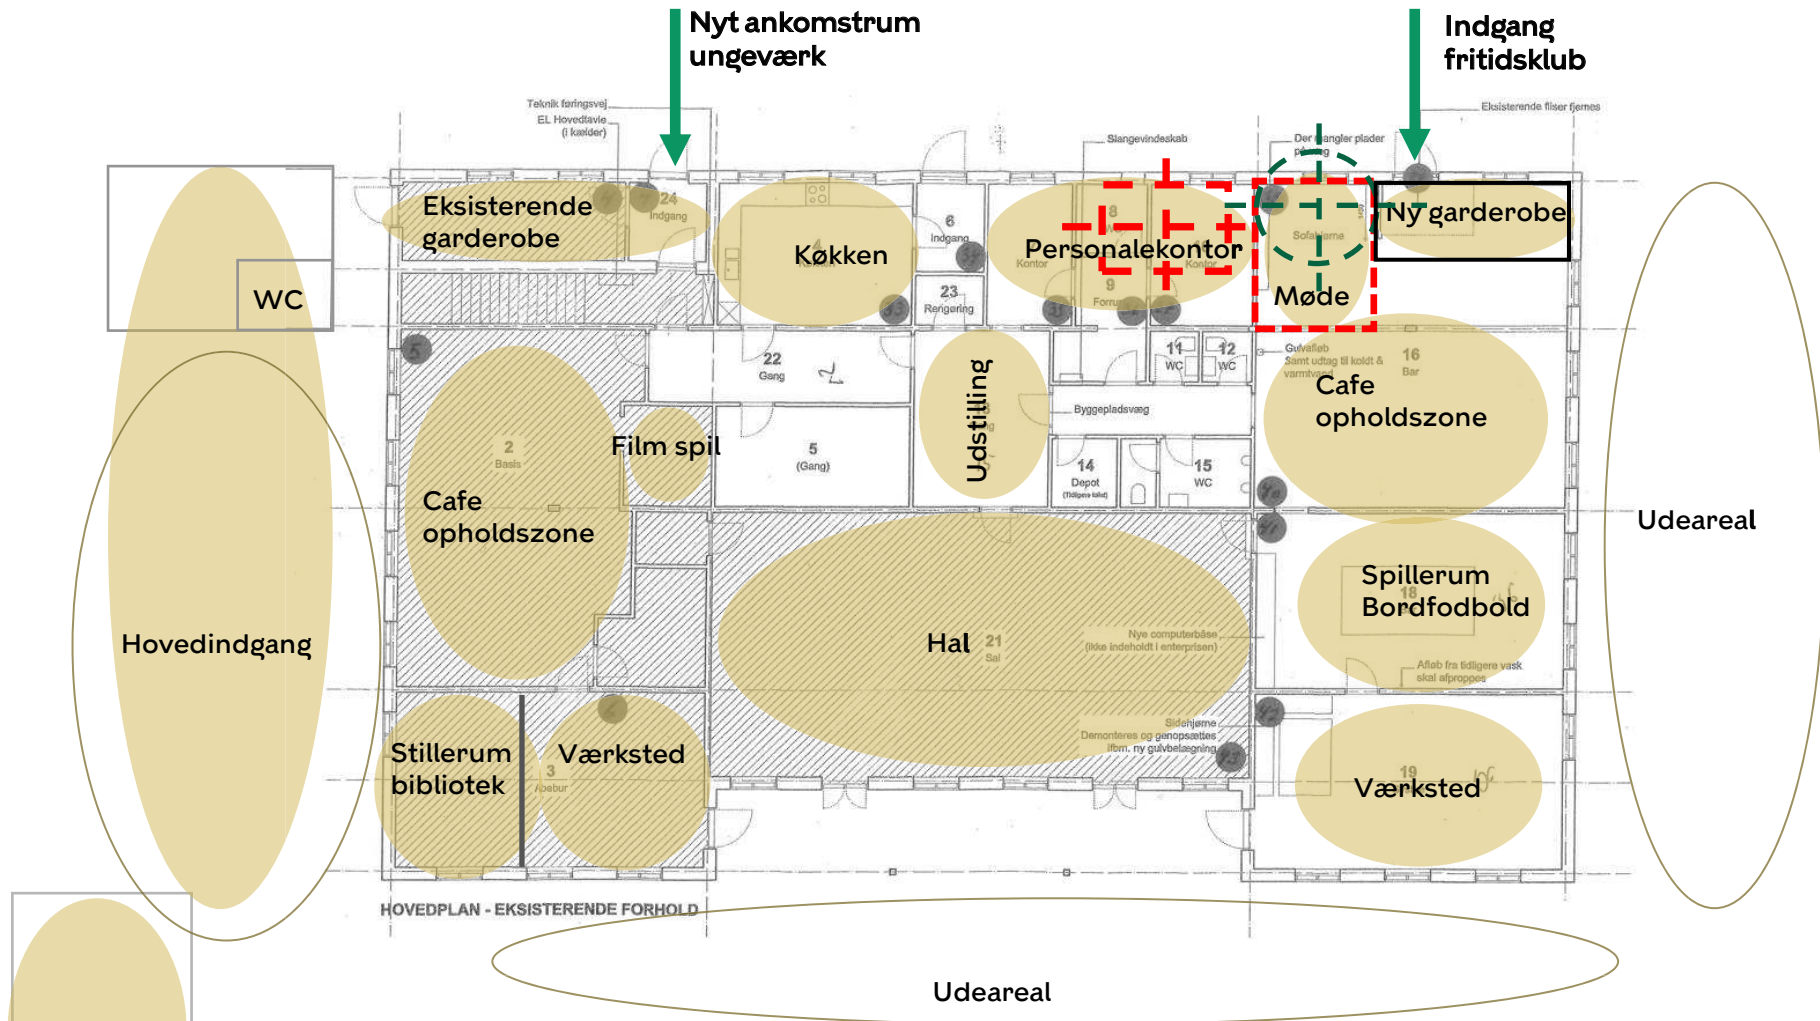 Nyt ankomstrum
ungeværk
Indgang
fritidsklub
Teknik føringsvej
EL Hovedtavle
(i kælder)
Slangevindeskab
Der mangler plader
Eksisterende fliser fjernes
Eksisterende
garderobe
24
Indgang
Køkken
4
6
Indgang
23
Rengøring
Personalekontor
Kontor
8
9
Kontor
Sofahjørne
Møde
Ny garderobe
WC
22
Gang
11
WC
12
WC
Gulvafløb
Samt udtag til koldt &
varmtvand
16
Bar
Cafe
opholdszone
Udstilling
Byggepladsvæg
2
Basis
Film spil
5
(Gang)
14
Depot
(Tidligere toilet)
15
WC
Cafe
opholdszone
Udeareal
Spillerum
Bordfodbold
18
Hovedindgang
Hal
21
Sal
Nye computerbåse
(ikke indeholdt i enterprisen)
Afløb fra tidligere vask
skal afproppes
Sidehjørne
Demonteres og genopsættes
ifbm. ny gulvbelægning
Stillerum
bibliotek
Værksted
3
Værksted
19
HOVEDPLAN - EKSISTERENDE FORHOLD
Udeareal